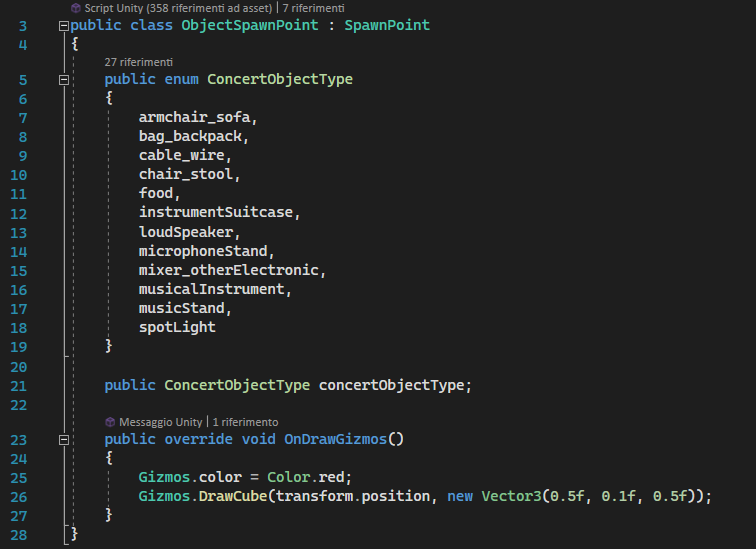 Script Unity (358 riferimenti ad asset) | 7 riferimenti
3 public class ObjectSpawnPoint : SpawnPoint
4 {
27 riferimenti
5 public enum ConcertObjectType
6 {
7 armchair_sofa,
8 bag_backpack,
9 cable_wire,
10 chair_stool,
11 food,
12 instrumentSuitcase,
13 loudSpeaker,
14 microphoneStand,
15 mixer_otherElectronic,
16 musicalInstrument,
17 musicStand,
18 spotLight
19 }
20
21 public ConcertObjectType concertObjectType;
22
Messaggio Unity | 1 riferimento
23 public override void OnDrawGizmos()
24 {
25 Gizmos.color = Color.red;
26 Gizmos.DrawCube(transform.position, new Vector3(0.5f, 0.1f, 0.5f));
27 }
28 }